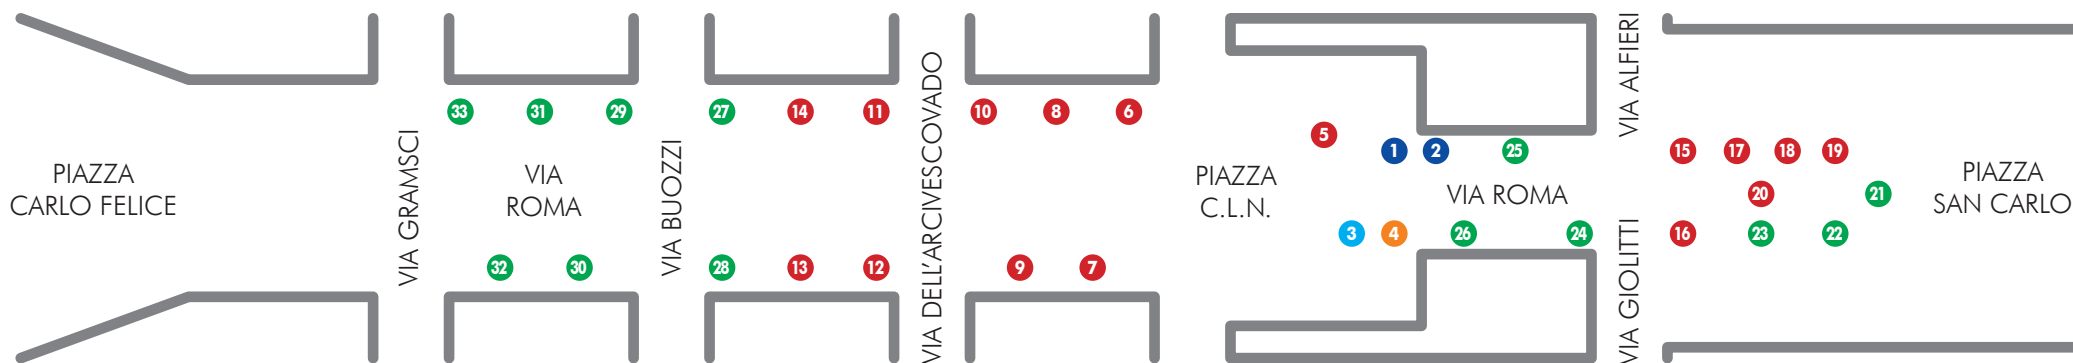 PIAZZA
CARLO FELICE
VIA GRAMSCI
33 31 29
VIA
ROMA
32 30
VIA BUOZZI
27 14 11
28 13 12
VIA DELL'ARCIVESCOVADO
10 8 6
9 7
PIAZZA
C.L.N.
5 1 2 25
VIA ROMA
3 4 26 24
VIA ALFIERI
VIA GIOLITTI
15 17 18 19
20 21
16 23 22
PIAZZA
SAN CARLO